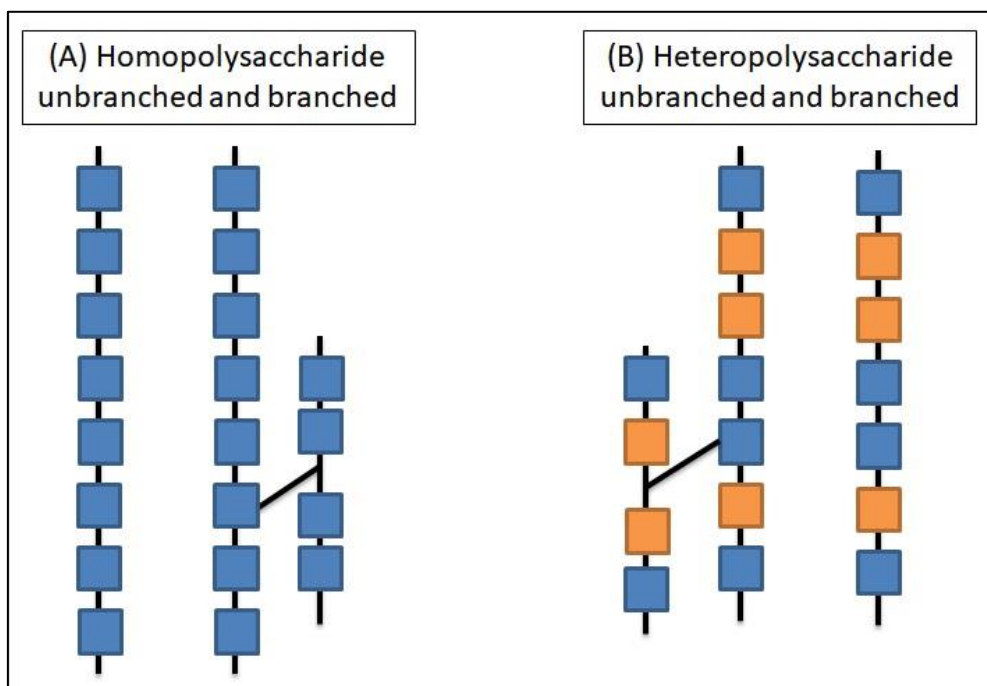 (A) Homopolysaccharide
unbranched and branched
(B) Heteropolysaccharide
unbranched and branched